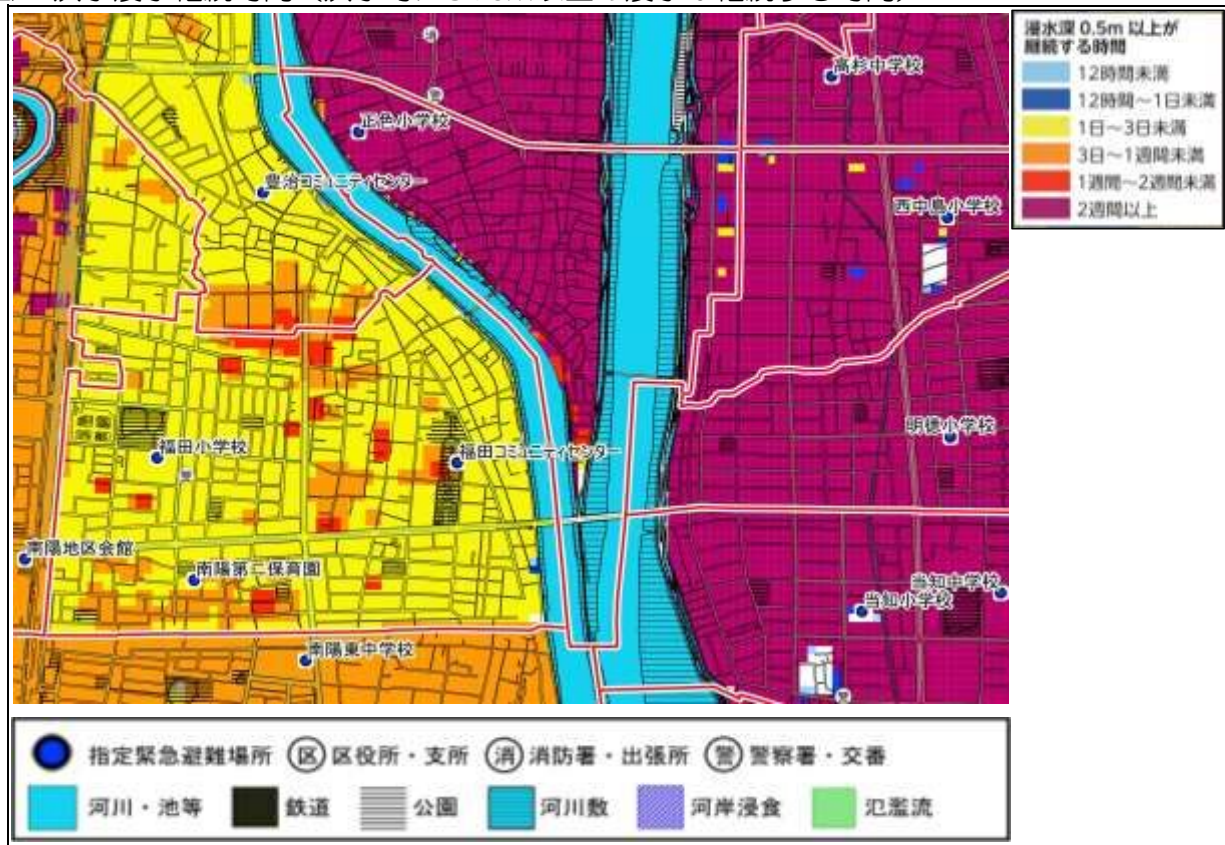 浸水深 0.5m 以上が
継続する時間
12時間未満
12時間～1日未満
1日～3日未満
3日～1週間未満
1週間～2週間未満
2週間以上
消
高杉中学校
警
正色小学校
豊治コミュニティセンター
西中島小学校
明徳小学校
福田小学校
福田コミュニティセンター
警
南陽地区会館
南陽第二保育園
当知中学校
当知小学校
南陽東中学校
警
指定緊急避難場所 区 区役所・支所 消 消防署・出張所 警 警察署・交番
河川・池等 鉄道 公園 河川敷 河岸浸食 氾濫流